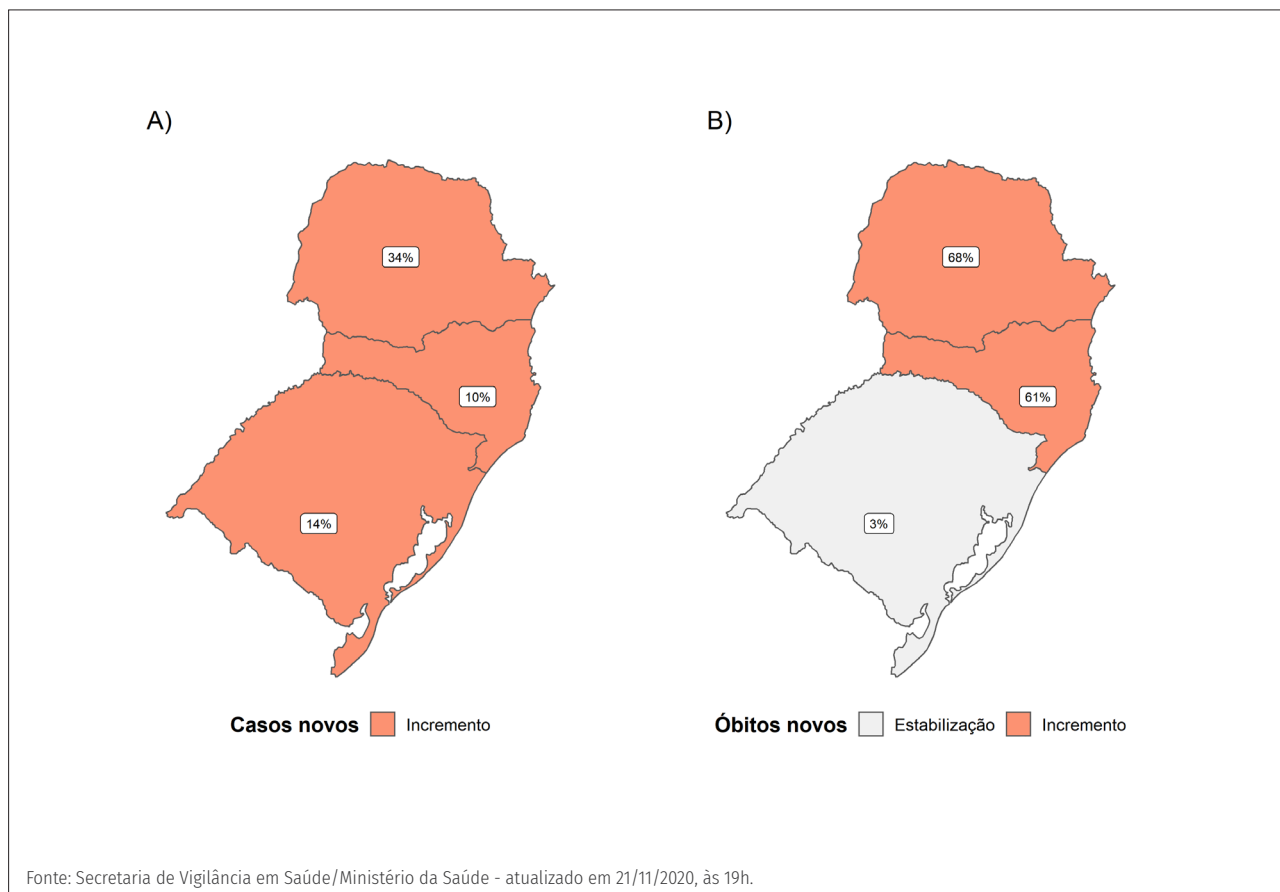 A)
B)
34%
68%
10%
61%
14%
3%
Casos novos Incremento
Óbitos novos Estabilização Incremento
Fonte: Secretaria de Vigilância em Saúde/Ministério da Saúde - atualizado em 21/11/2020, às 19h.